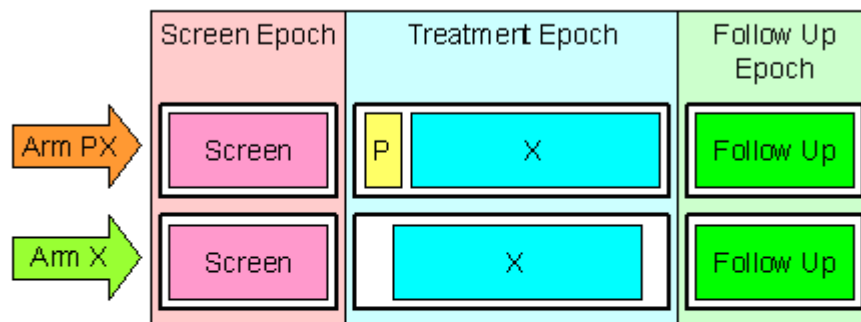 Screen Epoch
Treatment Epoch
Follow Up
Epoch
Arm PX
Screen
P
X
Follow Up
Arm X
Screen
X
Follow Up